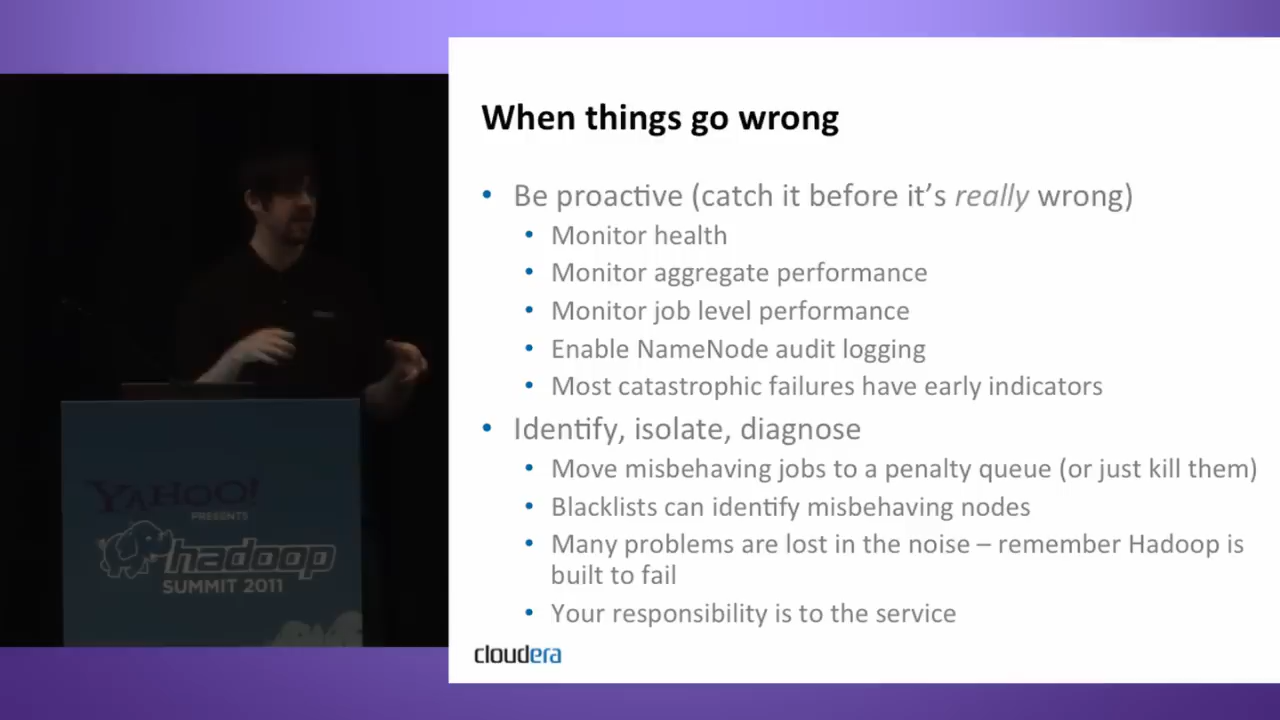 When things go wrong
• Be proactive (catch it before it's really wrong)
• Monitor health
• Monitor aggregate performance
• Monitor job level performance
• Enable NameNode audit logging
• Most catastrophic failures have early indicators
• Identify, isolate, diagnose
• Move misbehaving jobs to a penalty queue (or just kill them)
• Blacklists can identify misbehaving nodes
• Many problems are lost in the noise – remember Hadoop is
built to fail
• Your responsibility is to the service
cloudera
YAHOO!
PRESENTS
hadoop
SUMMIT 2011